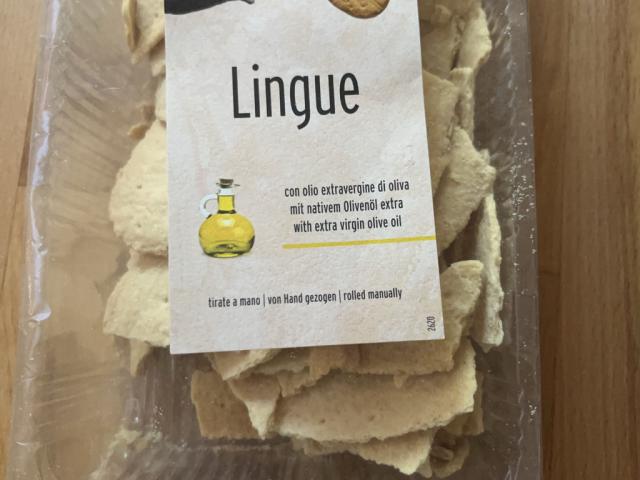 Lingue
con olio extravergine di oliva
mit nativem Olivenöl extra
with extra virgin olive oil
tirate a mano | von Hand gezogen | rolled manually
2620